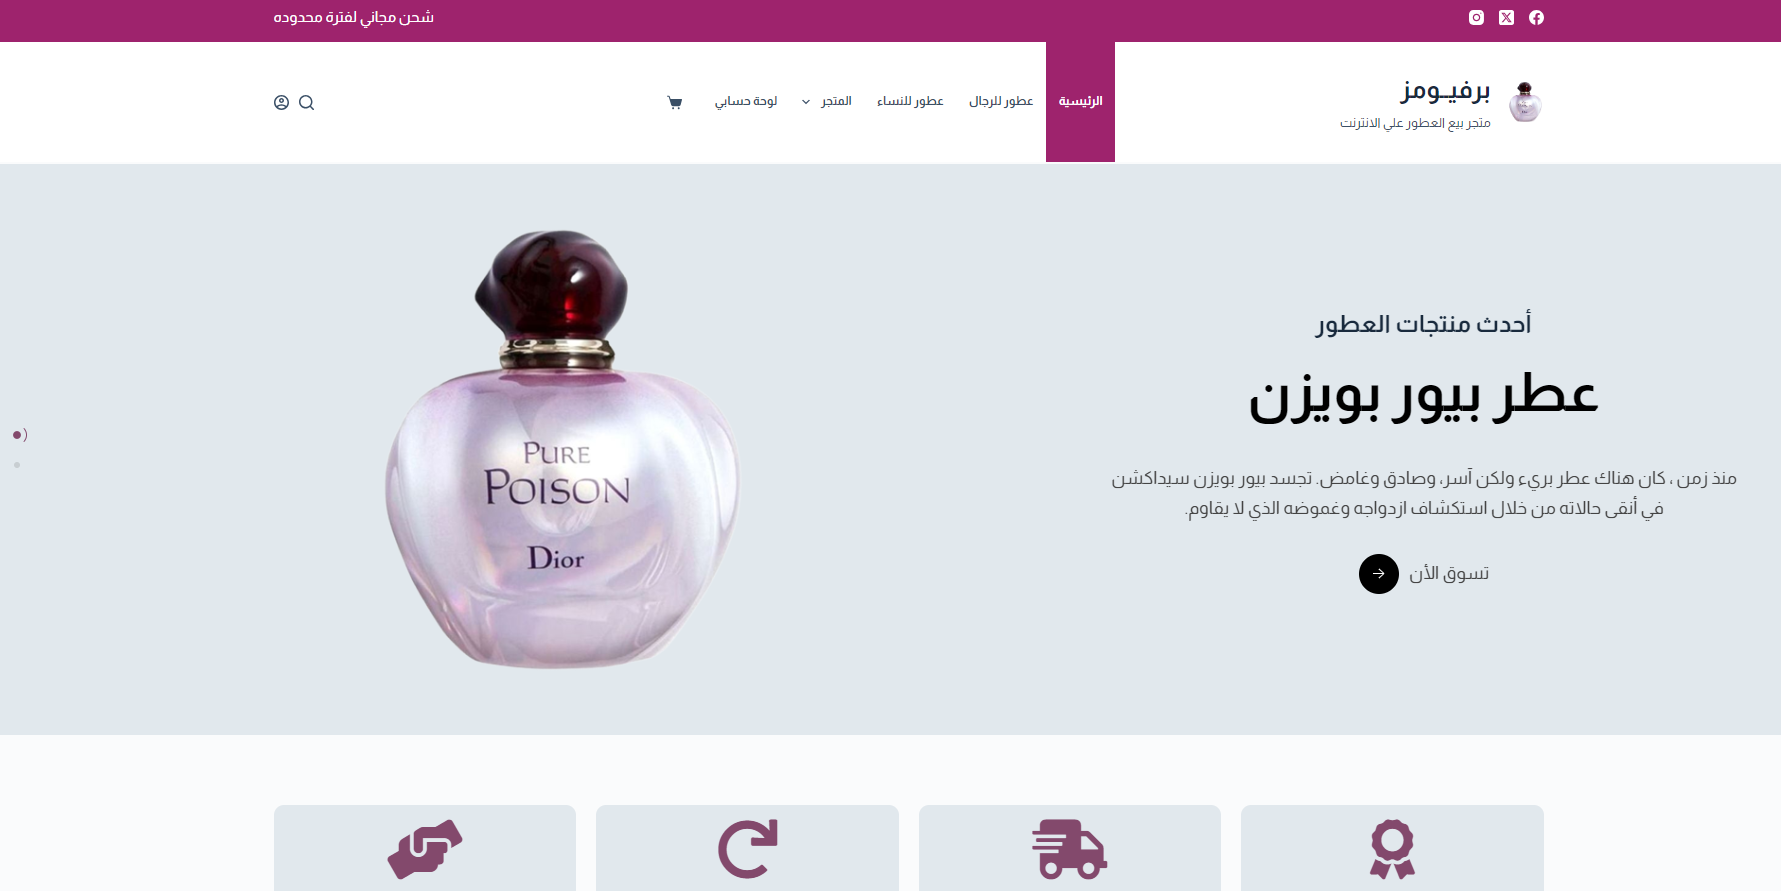 شحن مجاني لفترة محدوده
برفيــومز
متجر بيع العطور علي الانترنت
الرئيسية
عطور للرجال
عطور للنساء
المتجر
لوحة حسابي
أحدث منتجات العطور
عطر بيور بويزن
منذ زمن ، كان هناك عطر بريء ولكن آسر، وصادق وغامض. تجسد بيور بويزن سيداكشن
في أنقى حالاته من خلال استكشاف ازدواجه وغموضه الذي لا يقاوم.
تسوق الأن
PURE
POISON
Dior